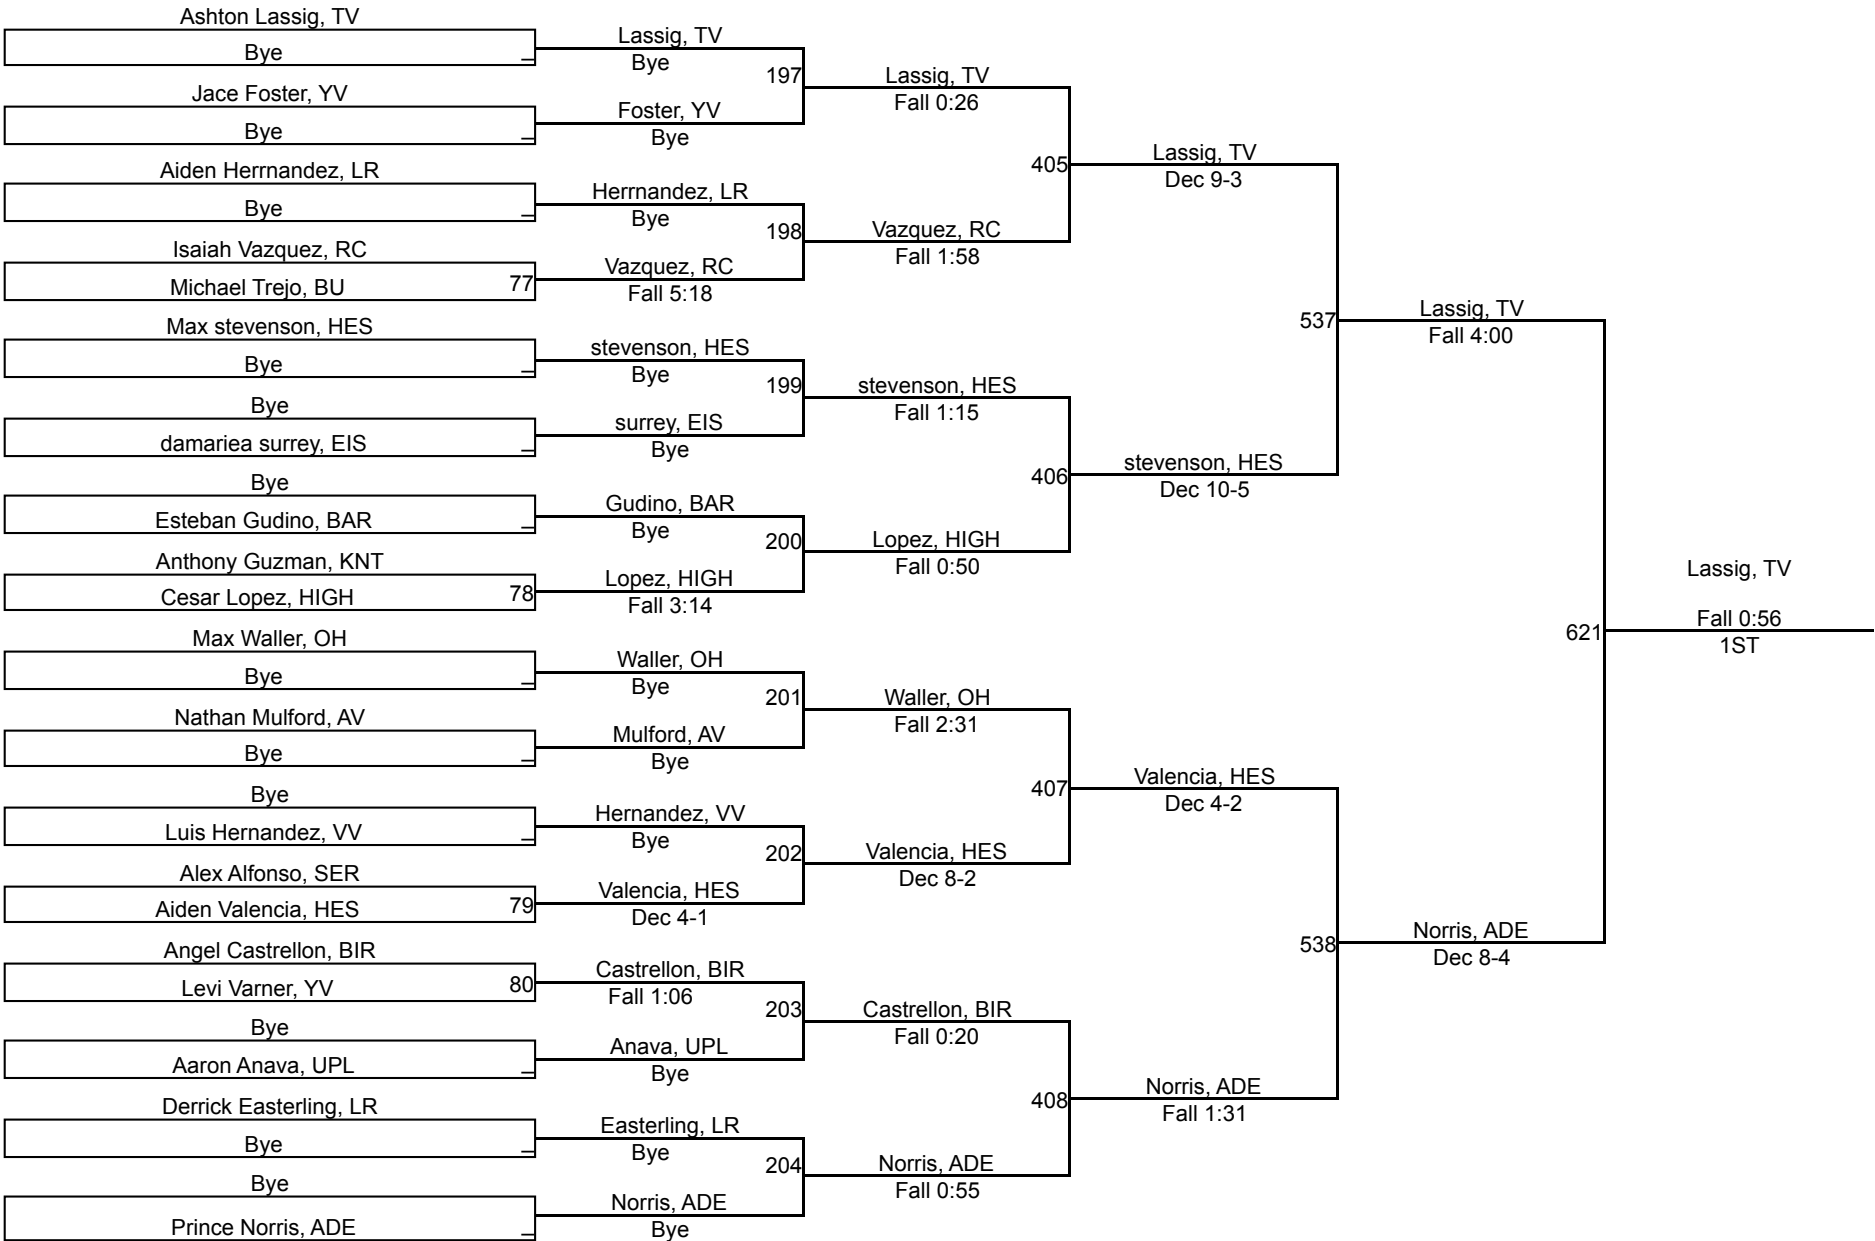 Ashton Lassig, TV
Bye _
Jace Foster, YV
Bye _
Aiden Herrnandez, LR
Bye _
Isaiah Vazquez, RC
Michael Trejo, BU 77
Max stevenson, HES
Bye _
Bye
damariea surrey, EIS _
Bye
Esteban Gudino, BAR _
Anthony Guzman, KNT
Cesar Lopez, HIGH 78
Max Waller, OH
Bye _
Nathan Mulford, AV
Bye _
Bye
Luis Hernandez, VV _
Alex Alfonso, SER
Aiden Valencia, HES 79
Angel Castrellon, BIR
Levi Varner, YV 80
Bye
Aaron Anava, UPL _
Derrick Easterling, LR
Bye _
Bye
Prince Norris, ADE _
Lassig, TV
Bye
197
Foster, YV
Bye
Herrnandez, LR
Bye
198
Vazquez, RC
Fall 5:18
stevenson, HES
Bye
199
surrey, EIS
Bye
Gudino, BAR
Bye
200
Lopez, HIGH
Fall 3:14
Waller, OH
Bye
201
Mulford, AV
Bye
Hernandez, VV
Bye
202
Valencia, HES
Dec 4-1
Castrellon, BIR
Fall 1:06
203
Anava, UPL
Bye
Easterling, LR
Bye
204
Norris, ADE
Bye
Lassig, TV
Fall 0:26
405
Vazquez, RC
Fall 1:58
stevenson, HES
Fall 1:15
406
Lopez, HIGH
Fall 0:50
Waller, OH
Fall 2:31
407
Valencia, HES
Dec 8-2
Castrellon, BIR
Fall 0:20
408
Norris, ADE
Fall 0:55
Lassig, TV
Dec 9-3
537
stevenson, HES
Dec 10-5
Valencia, HES
Dec 4-2
538
Norris, ADE
Fall 1:31
Lassig, TV
Fall 4:00
621
Norris, ADE
Dec 8-4
Lassig, TV
Fall 0:56
1ST